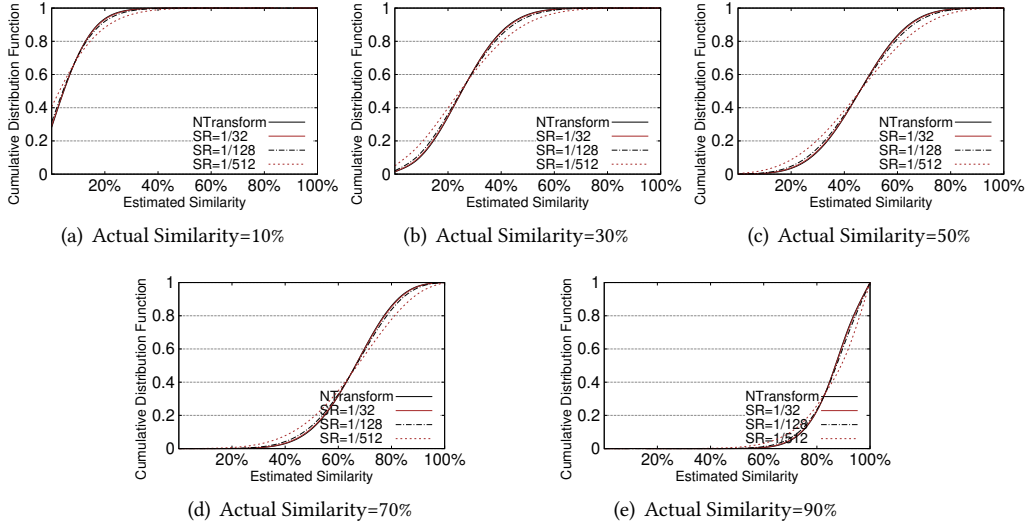 Cumulative Distribution Function
1
0.8
0.6
0.4
0.2
0
NTransform
SR=1/32
SR=1/128
SR=1/512
20% 40% 60% 80% 100%
Estimated Similarity
(a) Actual Similarity=10%
Cumulative Distribution Function
1
0.8
0.6
0.4
0.2
0
NTransform
SR=1/32
SR=1/128
SR=1/512
20% 40% 60% 80% 100%
Estimated Similarity
(b) Actual Similarity=30%
Cumulative Distribution Function
1
0.8
0.6
0.4
0.2
0
NTransform
SR=1/32
SR=1/128
SR=1/512
20% 40% 60% 80% 100%
Estimated Similarity
(c) Actual Similarity=50%
Cumulative Distribution Function
1
0.8
0.6
0.4
0.2
0
NTransform
SR=1/32
SR=1/128
SR=1/512
20% 40% 60% 80% 100%
Estimated Similarity
(d) Actual Similarity=70%
Cumulative Distribution Function
1
0.8
0.6
0.4
0.2
0
NTransform
SR=1/32
SR=1/128
SR=1/512
20% 40% 60% 80% 100%
Estimated Similarity
(e) Actual Similarity=90%